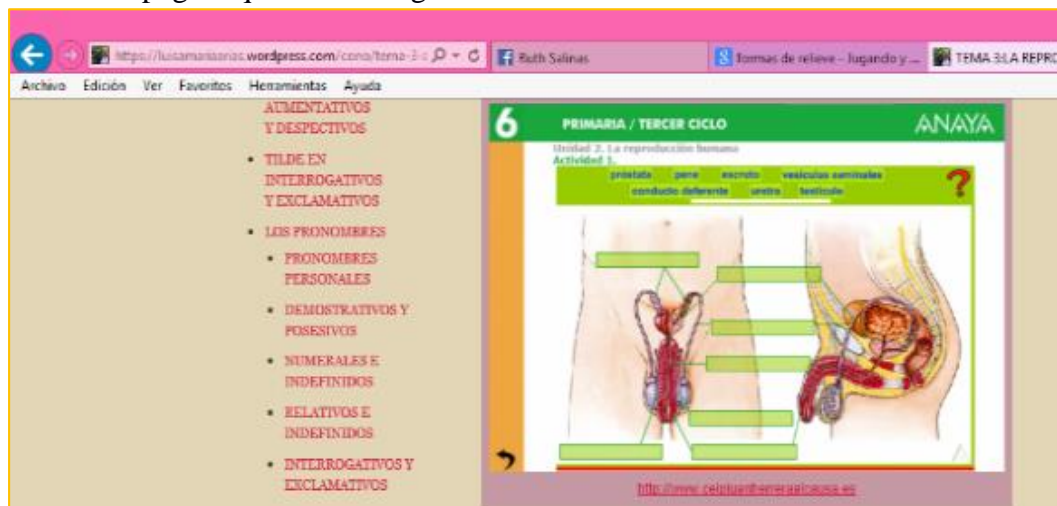 https://luisamariaarias.wordpress.com/cono/tema-3-
Ruth Salinas
Formas de relieve - Jugando y ...
TEMA 3:LA REPRO
Archivo Edición Ver Favoritos Herramientas Ayuda
AUMENTATIVOS
Y DESPECTIVOS
• TILDE EN
INTERROGATIVOS
Y EXCLAMATIVOS
• LOS PRONOMBRES
• PRONOMBRES
PERSONALES
• DEMOSTRATIVOS Y
POSESIVOS
• NUMERALES E
INDEFINIDOS
• RELATIVOS E
INDEFINIDOS
• INTERROGATIVOS Y
EXCLAMATIVOS
6 PRIMARIA / TERCER CICLO ANAYA
Unidad 2. La reproducción humana
Actividad 1.
próstata pene escroto vesículas seminales
conducto deferente uretra testículo
?